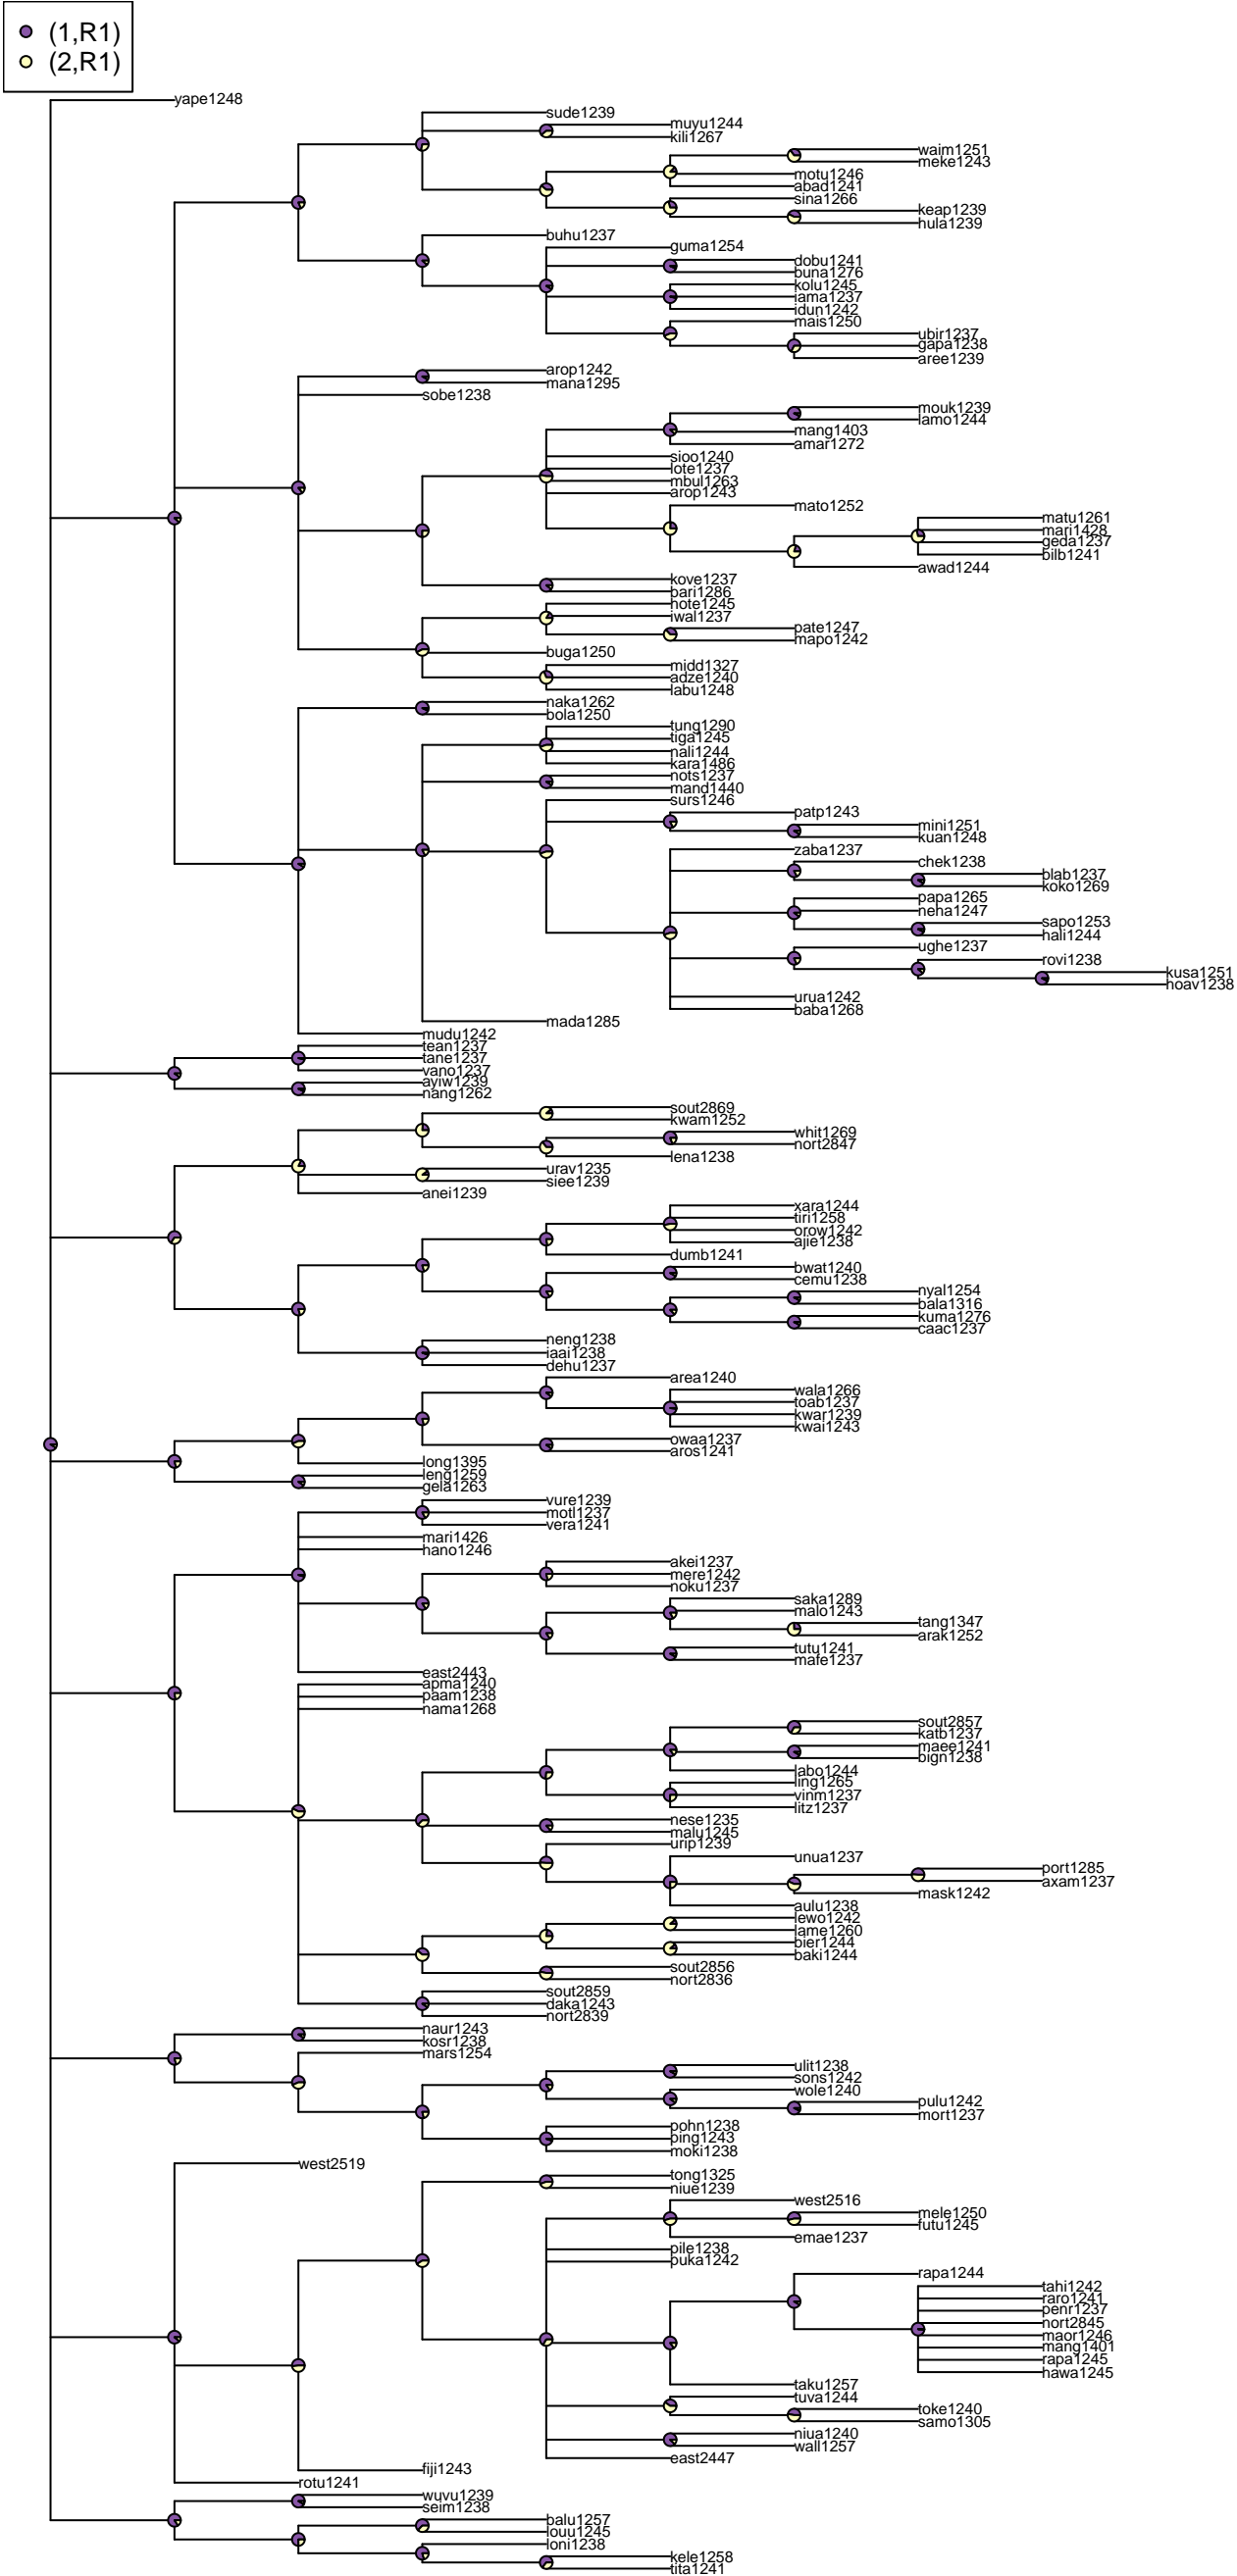 (1,R1)
(2,R1)
yape1248
sude1239
muyu1244
kili1267
waim1251
meke1243
motu1246
abad1241
sina1266
keap1239
hula1239
buhu1237
guma1254
dobu1241
buna1276
kolu1245
iama1237
idun1242
mais1250
ubir1237
gapa1238
aree1239
arop1242
mana1295
sobe1238
mouk1239
lamo1244
mang1403
amar1272
sioo1240
lote1237
mbul1263
arop1243
mato1252
matu1261
mari1428
geda1237
bilb1241
awad1244
kove1237
bari1286
hote1245
iwal1237
pate1247
mapo1242
buga1250
midd1327
adze1240
labu1248
naka1262
bola1250
tung1290
tiga1245
nali1244
kara1486
nots1237
mand1440
surs1246
patp1243
mini1251
kuan1248
zaba1237
chek1238
blab1237
koko1269
papa1265
neha1247
sapo1253
hali1244
ughe1237
rovi1238
kusa1251
hoav1238
urua1242
baba1268
mada1285
mudu1242
tean1237
tane1237
vano1237
ayiw1239
nang1262
sout2869
kwam1252
whit1269
nort2847
lena1238
urav1235
siee1239
anei1239
xara1244
tiri1258
orow1242
ajie1238
dumb1241
bwat1240
cemu1238
nyal1254
bala1316
kuma1276
caac1237
neng1238
iaai1238
dehu1237
area1240
wala1266
toab1237
kwar1239
kwai1243
owaa1237
aros1241
long1395
leng1259
gela1263
vure1239
motl1237
vera1241
mari1426
hano1246
akei1237
mere1242
noku1237
saka1289
malo1243
tang1347
arak1252
tutu1241
mafe1237
east2443
apma1240
paam1238
nama1268
sout2857
katb1237
maee1241
bign1238
labo1244
ling1265
vinm1237
litz1237
nese1235
malu1245
urip1239
unua1237
port1285
axam1237
mask1242
aulu1238
lewo1242
lame1260
bier1244
baki1244
sout2856
nort2836
sout2859
daka1243
nort2839
naur1243
kosr1238
mars1254
ulit1238
sons1242
wole1240
pulu1242
mort1237
pohn1238
ping1243
moki1238
west2519
tong1325
niue1239
west2516
mele1250
futu1245
emae1237
pile1238
puka1242
rapa1244
tahi1242
raro1241
penr1237
nort2845
maor1246
mang1401
rapa1245
hawa1245
taku1257
tuva1244
toke1240
samo1305
niua1240
wall1257
east2447
fiji1243
rotu1241
wuvu1239
seim1238
balu1257
louu1245
loni1238
kele1258
tita1241